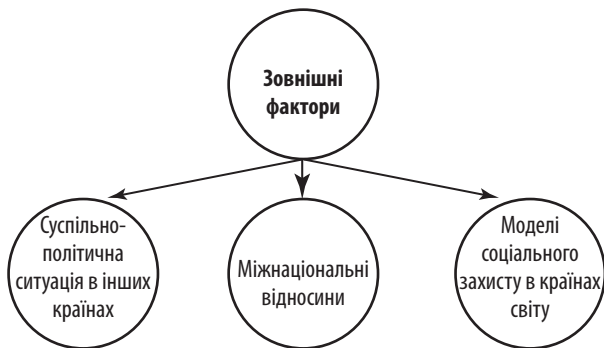 Зовнішні
фактори
Суспільно-
політична
ситуація в інших
країнах
Міжнаціональні
відносини
Моделі
соціального
захисту в країнах
світу